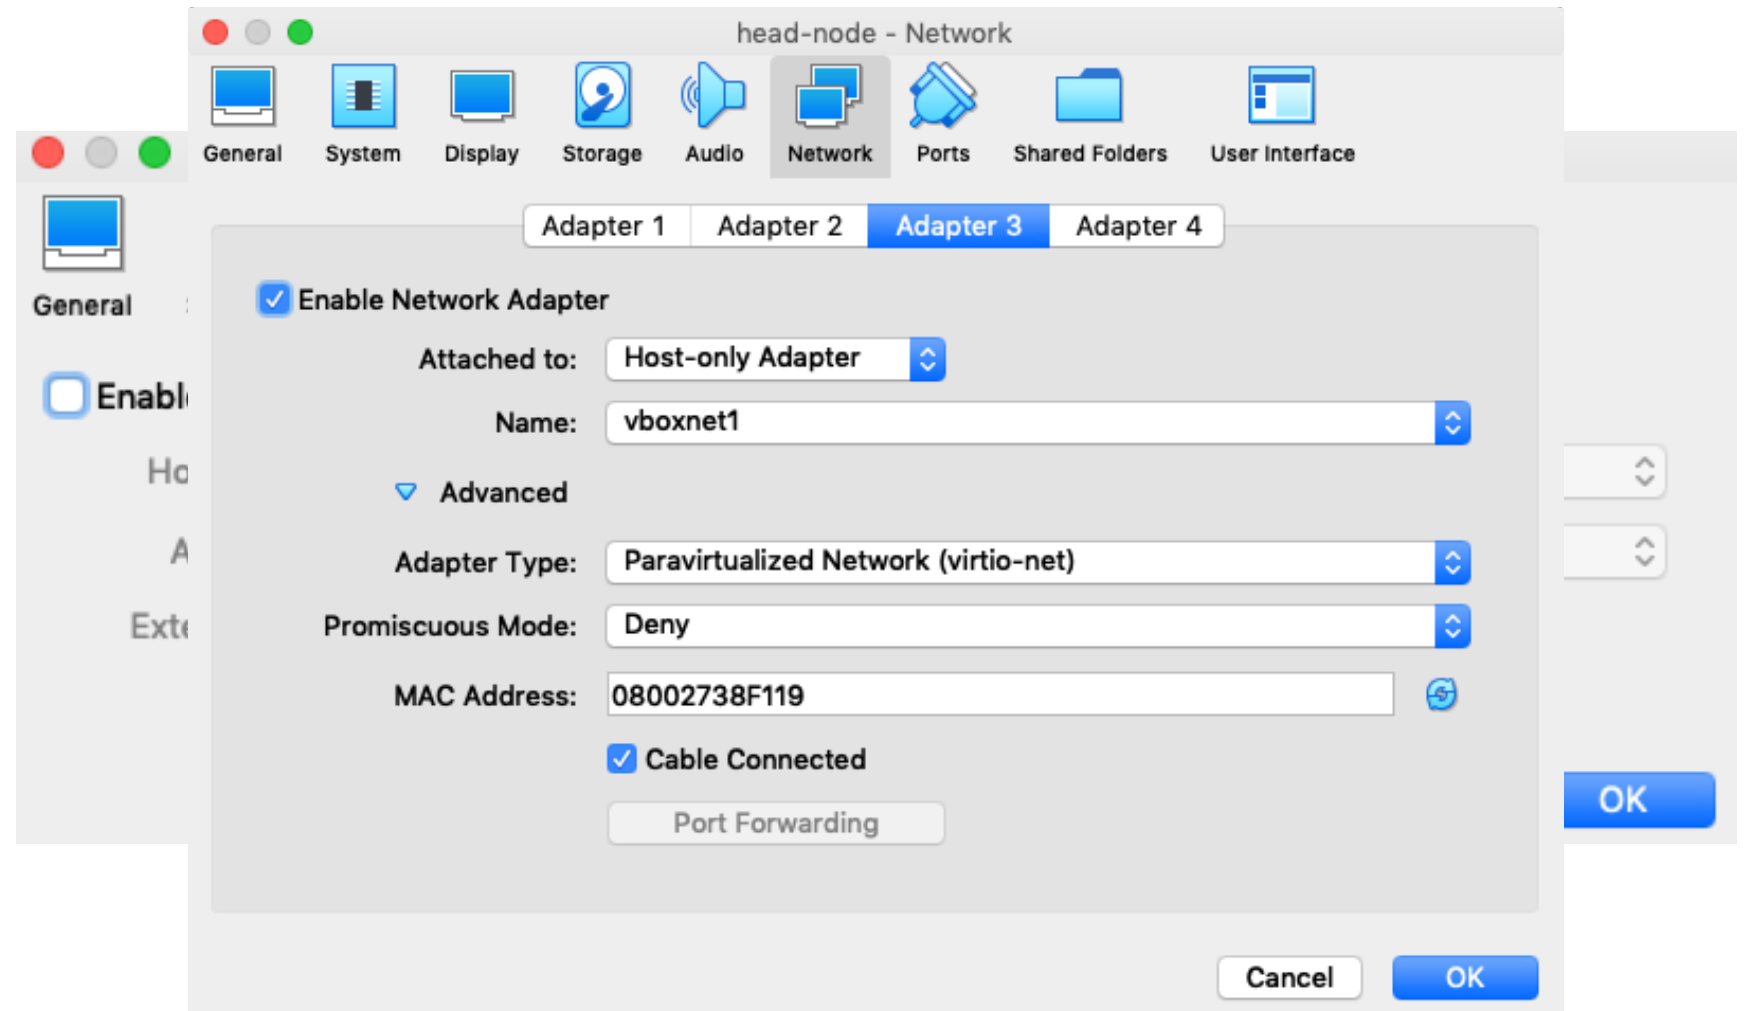 head-node - Network
General System Display Storage Audio Network Ports Shared Folders User Interface
Adapter 1 Adapter 2 Adapter 3 Adapter 4
Enable Network Adapter
Attached to: Host-only Adapter
Name: vboxnet1
Advanced
Adapter Type: Paravirtualized Network (virtio-net)
Promiscuous Mode: Deny
MAC Address: 08002738F119
Cable Connected
Port Forwarding
Cancel OK
General
OK